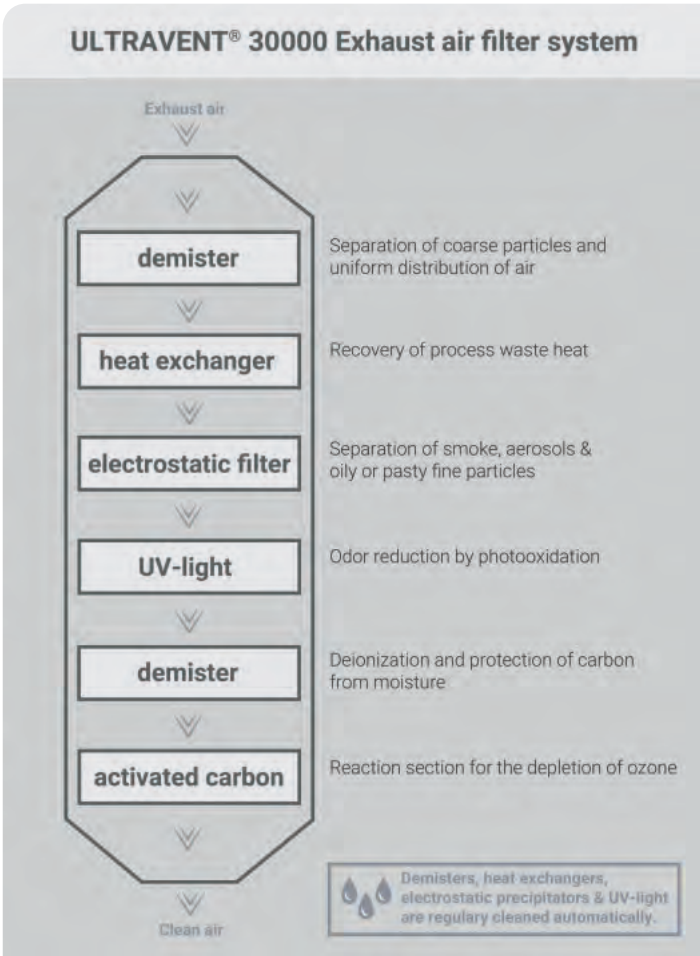 ULTRAVENT® 30000 Exhaust air filter system
Exhaust air
demister
Separation of coarse particles and
uniform distribution of air
heat exchanger
Recovery of process waste heat
electrostatic filter
Separation of smoke, aerosols &
oily or pasty fine particles
UV-light
Odor reduction by photooxidation
demister
Deionization and protection of carbon
from moisture
activated carbon
Reaction section for the depletion of ozone
Demisters, heat exchangers,
electrostatic precipitators & UV-light
are regulary cleaned automatically.
Clean air